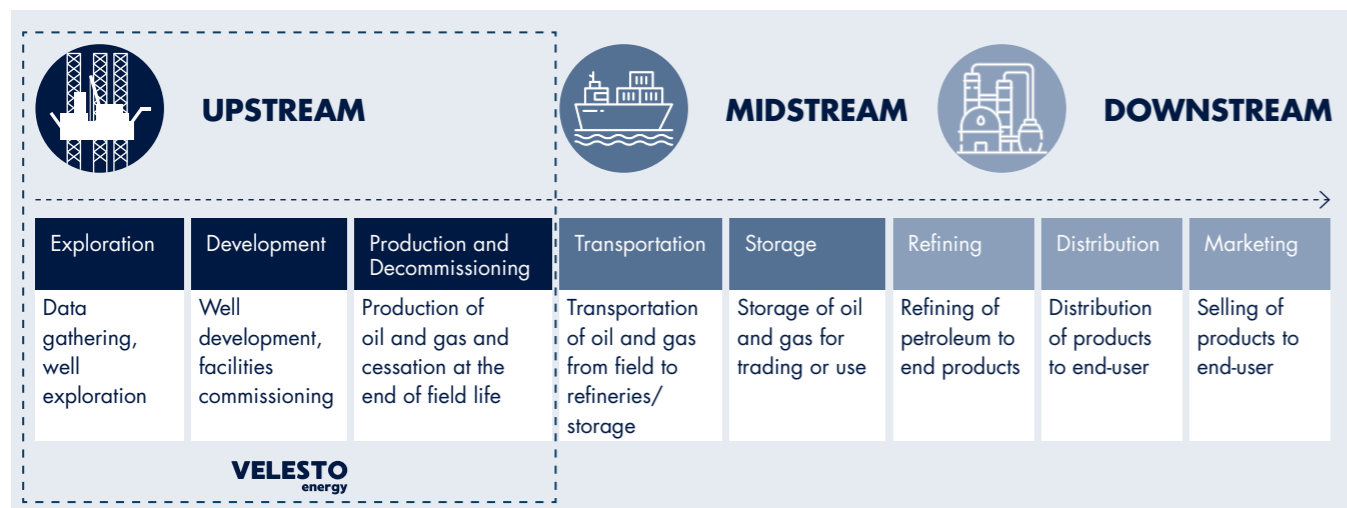 UPSTREAM
MIDSTREAM
DOWNSTREAM
Exploration
Development
Production and
Decommissioning
Transportation
Storage
Refining
Distribution
Marketing
Data
gathering,
well
exploration
Well
development,
facilities
commissioning
Production of
oil and gas and
cessation at the
end of field life
Transportation
of oil and gas
from field to
refineries/
storage
Storage of oil
and gas for
trading or use
Refining of
petroleum to
end products
Distribution
of products
to end-user
Selling of
products to
end-user
VELESTO
energy